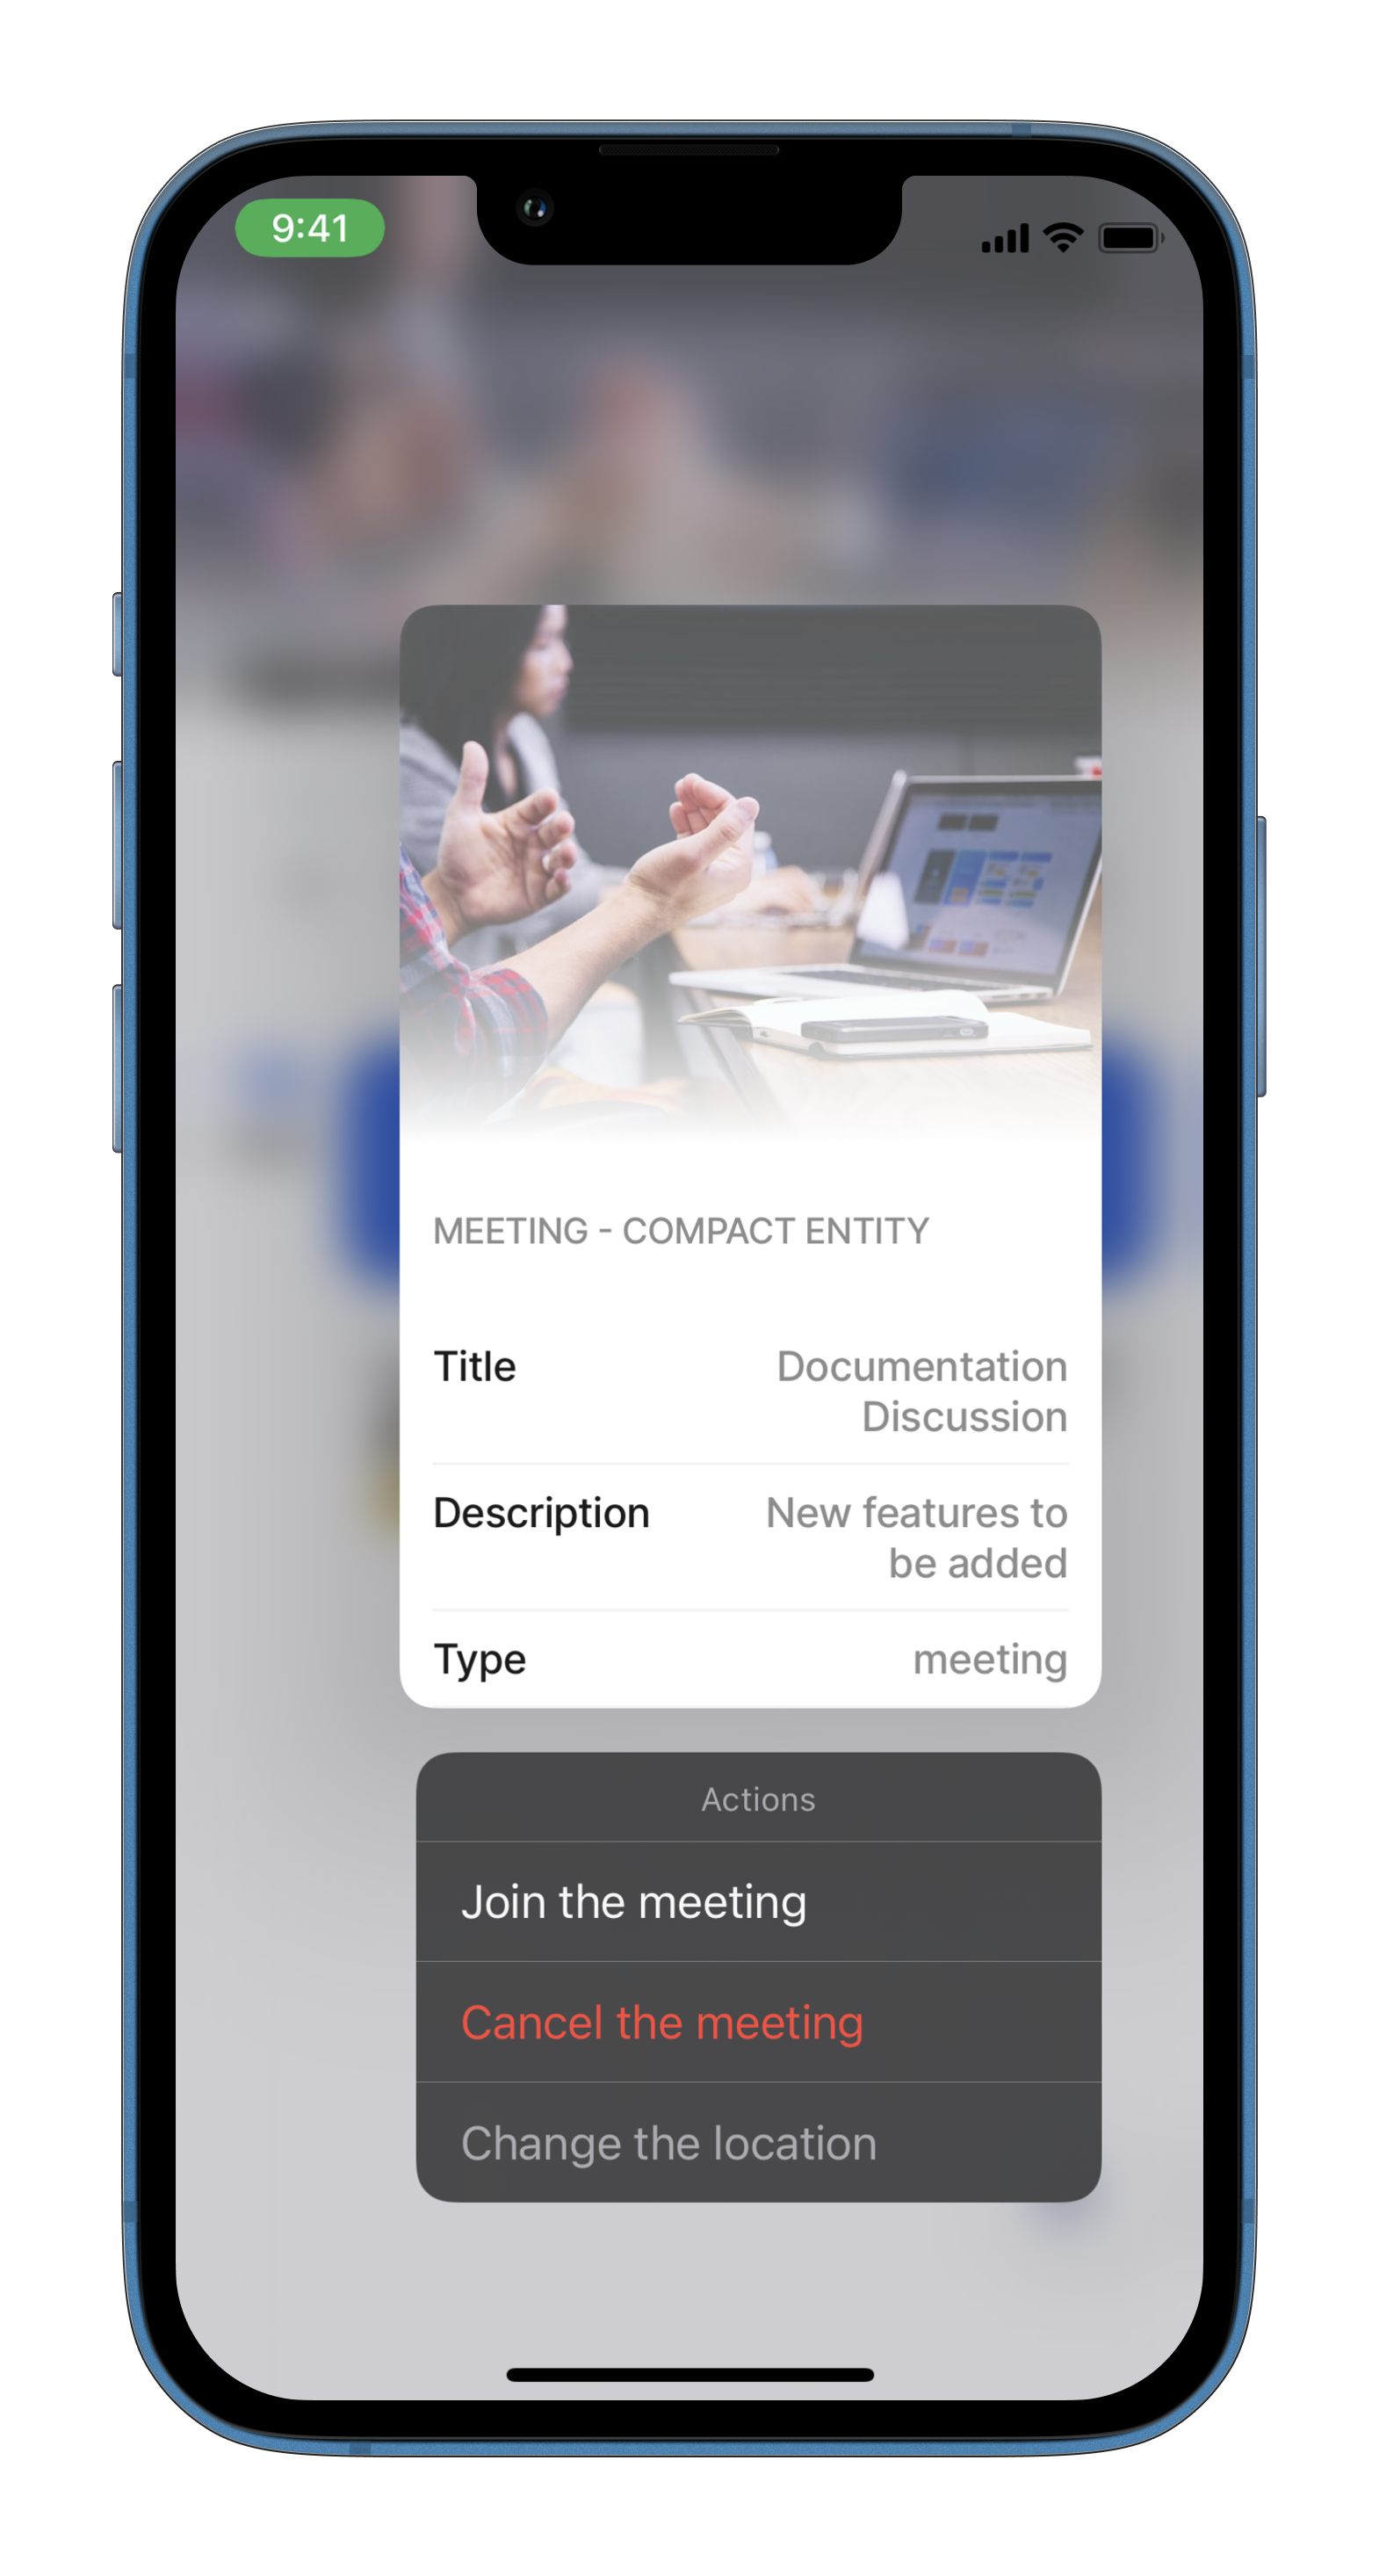 9:41
MEETING - COMPACT ENTITY
Title
Documentation
Discussion
Description
New features to
be added
Type
meeting
Actions
Join the meeting
Cancel the meeting
Change the location